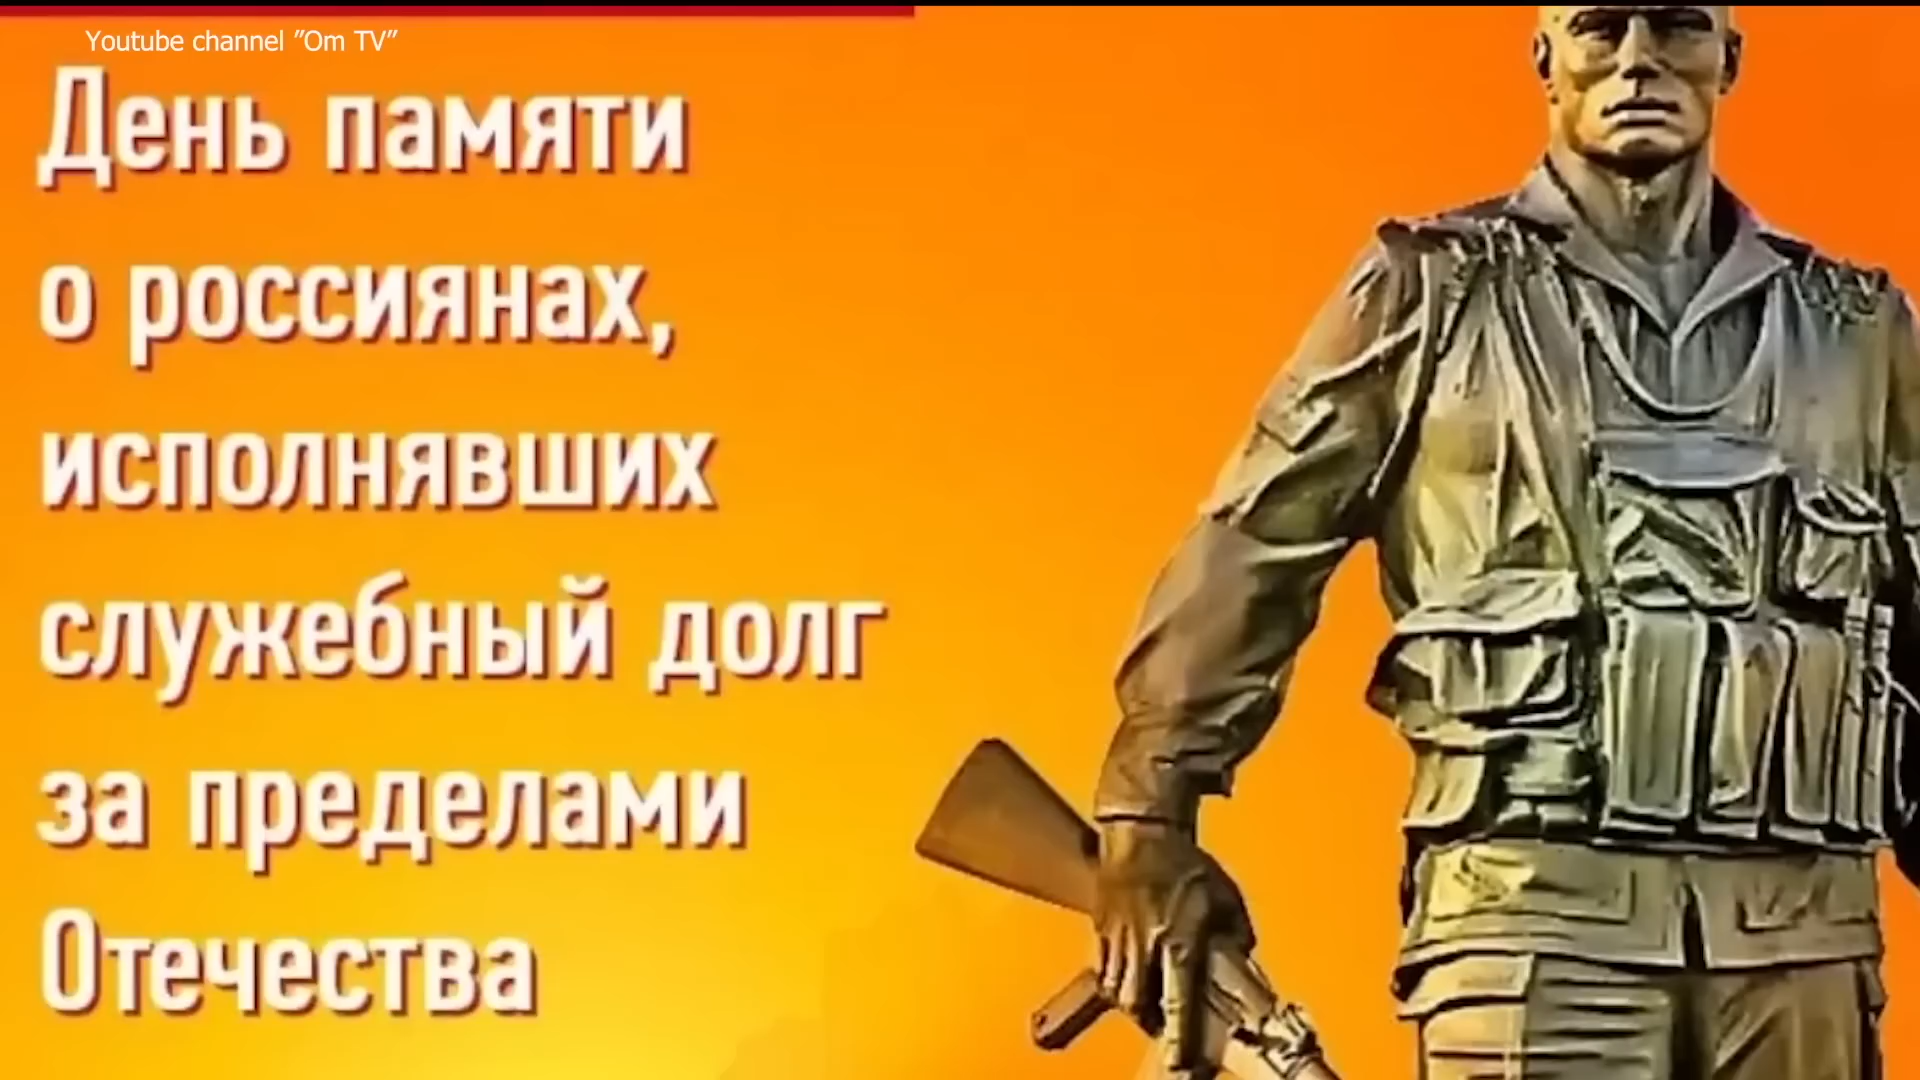 Youtube channel "Om TV"
День памяти
о россиянах,
исполнявших
служебный долг
за пределами
Отечества